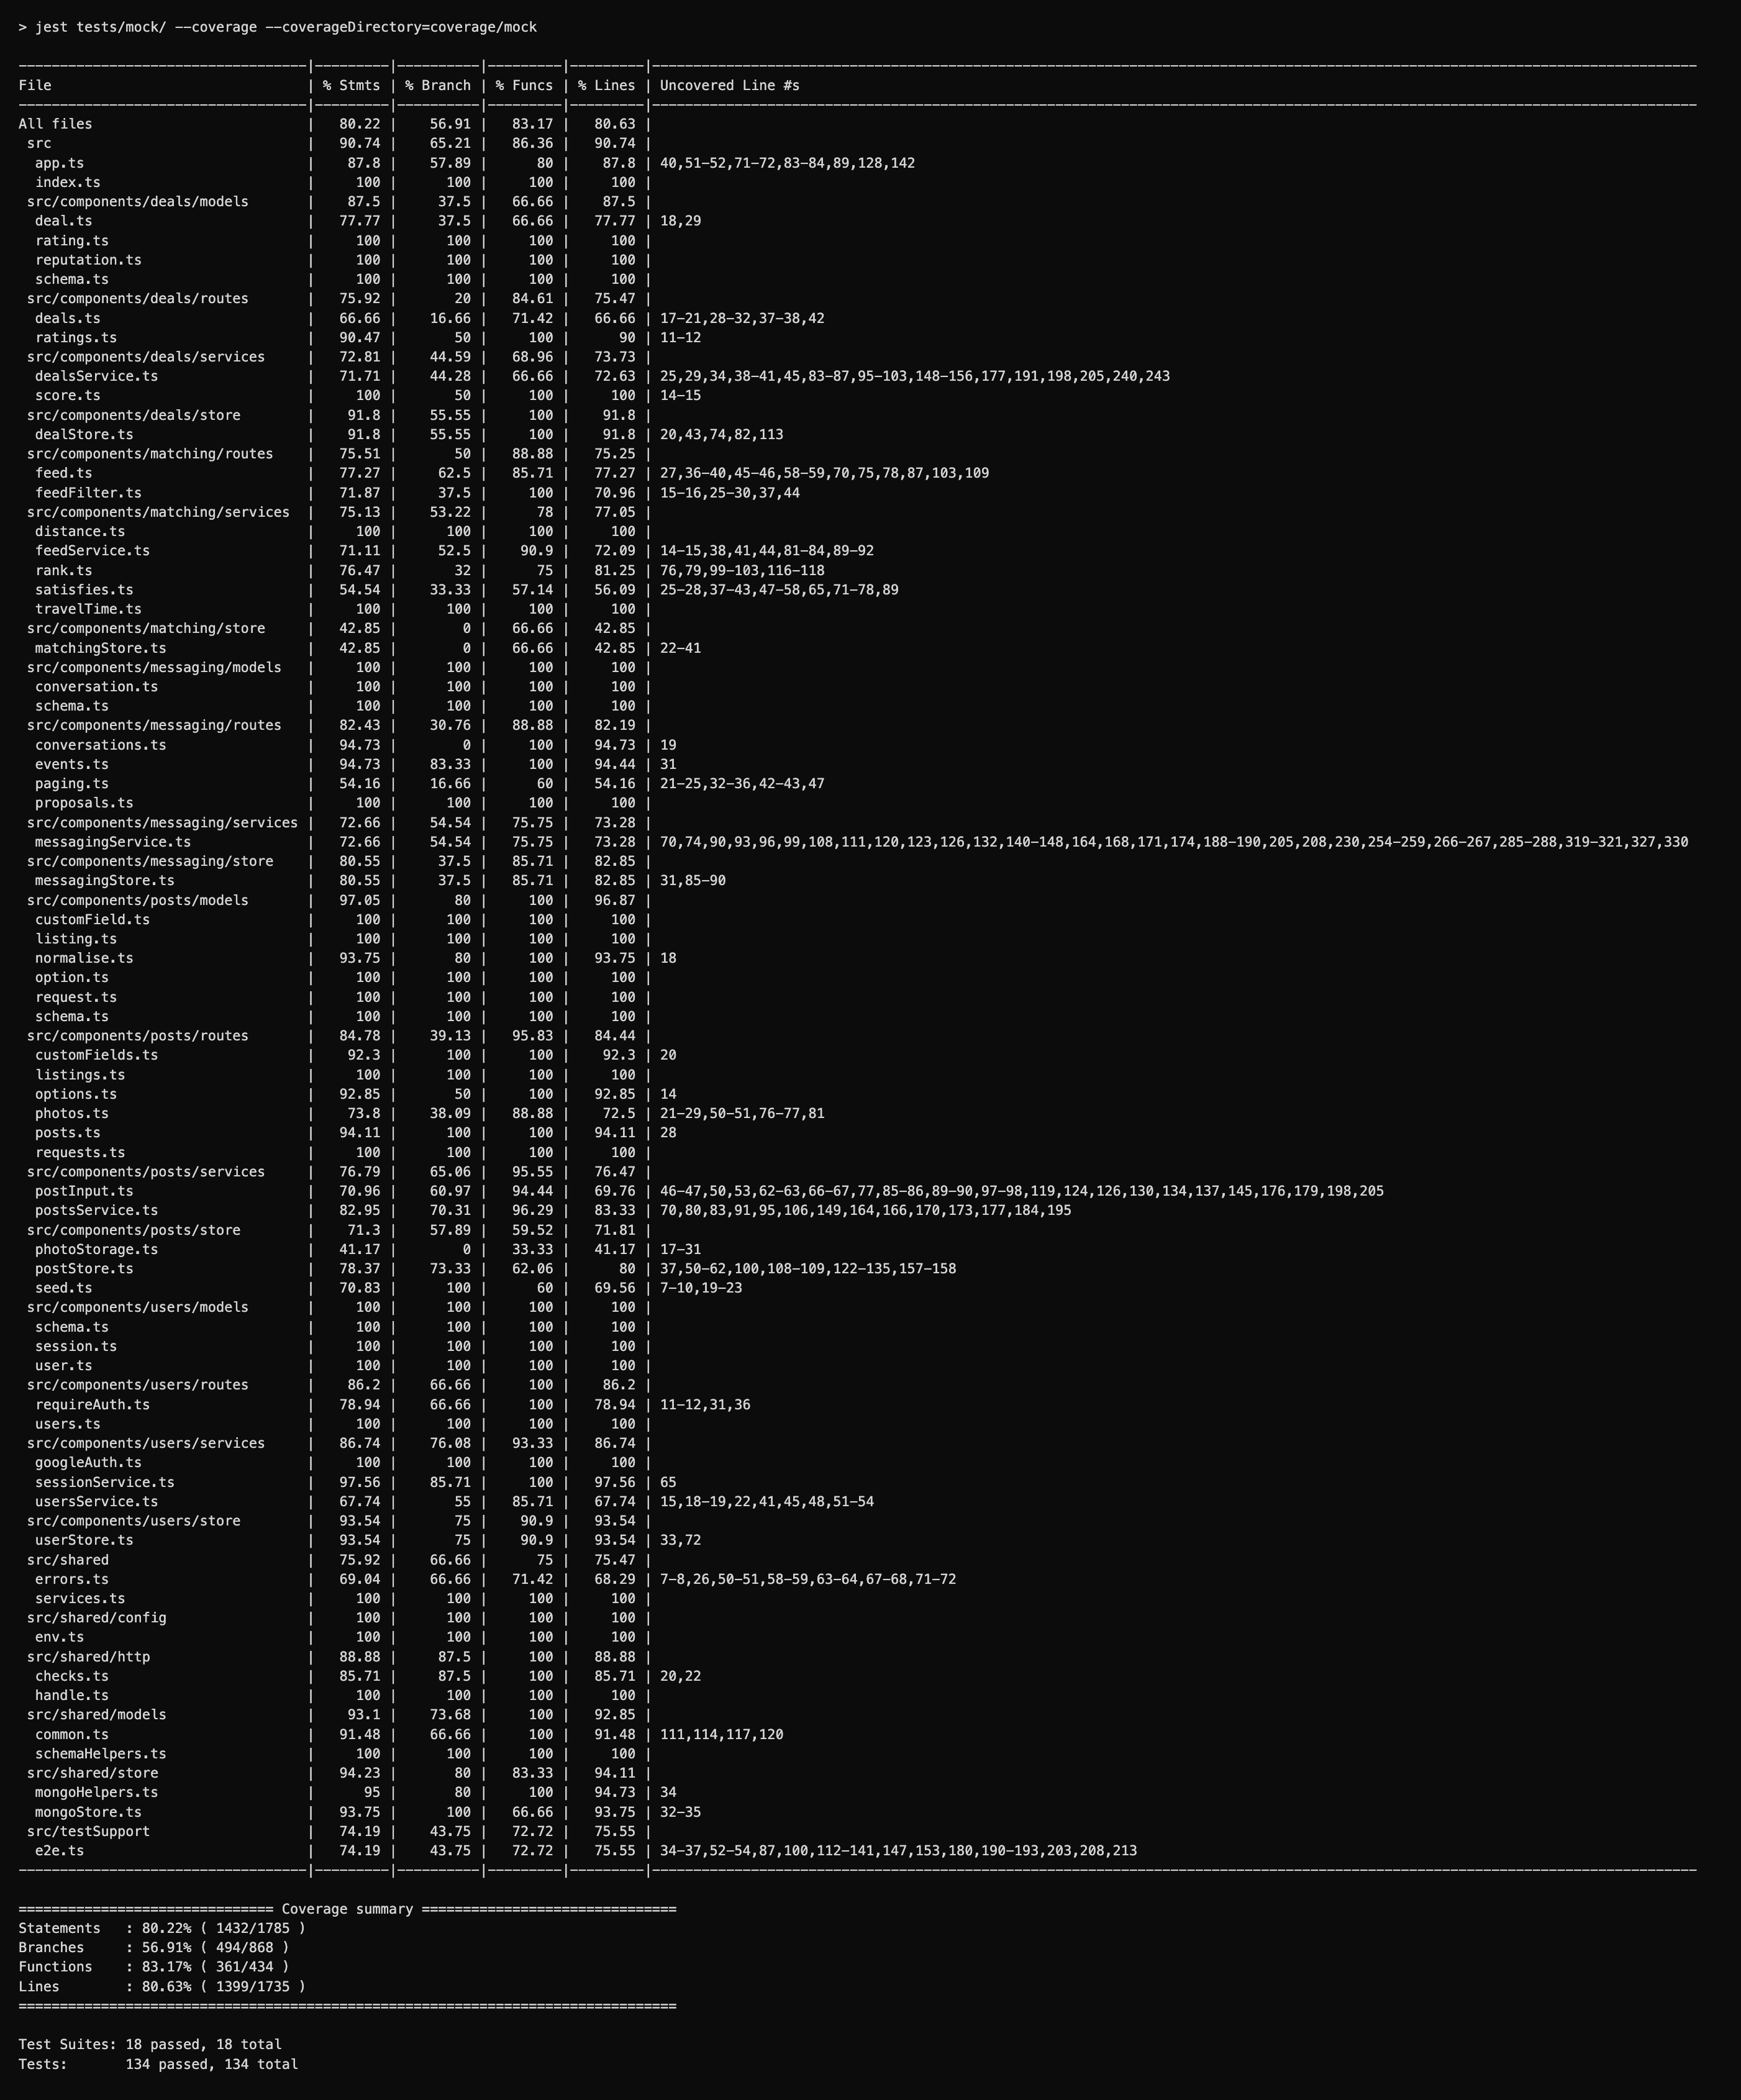 > jest tests/mock/ --coverage --coverageDirectory=coverage/mock
-----------------------------------|---------|----------|---------|---------|-------------------------------------------------------------------------------------------------------------------------------
File                               | % Stmts | % Branch | % Funcs | % Lines | Uncovered Line #s
-----------------------------------|---------|----------|---------|---------|-------------------------------------------------------------------------------------------------------------------------------
All files                          |   80.22 |    56.91 |   83.17 |   80.63 |
 src                               |   90.74 |    65.21 |   86.36 |   90.74 |
  app.ts                           |    87.8 |    57.89 |      80 |    87.8 | 40,51-52,71-72,83-84,89,128,142
  index.ts                         |     100 |      100 |     100 |     100 |
 src/components/deals/models       |    87.5 |     37.5 |   66.66 |    87.5 |
  deal.ts                          |   77.77 |     37.5 |   66.66 |   77.77 | 18,29
  rating.ts                        |     100 |      100 |     100 |     100 |
  reputation.ts                    |     100 |      100 |     100 |     100 |
  schema.ts                        |     100 |      100 |     100 |     100 |
 src/components/deals/routes       |   75.92 |       20 |   84.61 |   75.47 |
  deals.ts                         |   66.66 |    16.66 |   71.42 |   66.66 | 17-21,28-32,37-38,42
  ratings.ts                       |   90.47 |       50 |     100 |      90 | 11-12
 src/components/deals/services     |   72.81 |    44.59 |   68.96 |   73.73 |
  dealsService.ts                  |   71.71 |    44.28 |   66.66 |   72.63 | 25,29,34,38-41,45,83-87,95-103,148-156,177,191,198,205,240,243
  score.ts                         |     100 |       50 |     100 |     100 | 14-15
 src/components/deals/store        |    91.8 |    55.55 |     100 |    91.8 |
  dealStore.ts                     |    91.8 |    55.55 |     100 |    91.8 | 20,43,74,82,113
 src/components/matching/routes    |   75.51 |       50 |   88.88 |   75.25 |
  feed.ts                          |   77.27 |     62.5 |   85.71 |   77.27 | 27,36-40,45-46,58-59,70,75,78,87,103,109
  feedFilter.ts                    |   71.87 |     37.5 |     100 |   70.96 | 15-16,25-30,37,44
 src/components/matching/services  |   75.13 |    53.22 |      78 |   77.05 |
  distance.ts                      |     100 |      100 |     100 |     100 |
  feedService.ts                   |   71.11 |     52.5 |    90.9 |   72.09 | 14-15,38,41,44,81-84,89-92
  rank.ts                          |   76.47 |       32 |      75 |   81.25 | 76,79,99-103,116-118
  satisfies.ts                     |   54.54 |    33.33 |   57.14 |   56.09 | 25-28,37-43,47-58,65,71-78,89
  travelTime.ts                    |     100 |      100 |     100 |     100 |
 src/components/matching/store     |   42.85 |        0 |   66.66 |   42.85 |
  matchingStore.ts                 |   42.85 |        0 |   66.66 |   42.85 | 22-41
 src/components/messaging/models   |     100 |      100 |     100 |     100 |
  conversation.ts                  |     100 |      100 |     100 |     100 |
  schema.ts                        |     100 |      100 |     100 |     100 |
 src/components/messaging/routes   |   82.43 |    30.76 |   88.88 |   82.19 |
  conversations.ts                 |   94.73 |        0 |     100 |   94.73 | 19
  events.ts                        |   94.73 |    83.33 |     100 |   94.44 | 31
  paging.ts                        |   54.16 |    16.66 |      60 |   54.16 | 21-25,32-36,42-43,47
  proposals.ts                     |     100 |      100 |     100 |     100 |
 src/components/messaging/services |   72.66 |    54.54 |   75.75 |   73.28 |
  messagingService.ts              |   72.66 |    54.54 |   75.75 |   73.28 | 70,74,90,93,96,99,108,111,120,123,126,132,140-148,164,168,171,174,188-190,205,208,230,254-259,266-267,285-288,319-321,327,330
 src/components/messaging/store    |   80.55 |     37.5 |   85.71 |   82.85 |
  messagingStore.ts                |   80.55 |     37.5 |   85.71 |   82.85 | 31,85-90
 src/components/posts/models       |   97.05 |       80 |     100 |   96.87 |
  customField.ts                   |     100 |      100 |     100 |     100 |
  listing.ts                       |     100 |      100 |     100 |     100 |
  normalise.ts                     |   93.75 |       80 |     100 |   93.75 | 18
  option.ts                        |     100 |      100 |     100 |     100 |
  request.ts                       |     100 |      100 |     100 |     100 |
  schema.ts                        |     100 |      100 |     100 |     100 |
 src/components/posts/routes       |   84.78 |    39.13 |   95.83 |   84.44 |
  customFields.ts                  |    92.3 |      100 |     100 |    92.3 | 20
  listings.ts                      |     100 |      100 |     100 |     100 |
  options.ts                       |   92.85 |       50 |     100 |   92.85 | 14
  photos.ts                        |    73.8 |    38.09 |   88.88 |    72.5 | 21-29,50-51,76-77,81
  posts.ts                         |   94.11 |      100 |     100 |   94.11 | 28
  requests.ts                      |     100 |      100 |     100 |     100 |
 src/components/posts/services     |   76.79 |    65.06 |   95.55 |   76.47 |
  postInput.ts                     |   70.96 |    60.97 |   94.44 |   69.76 | 46-47,50,53,62-63,66-67,77,85-86,89-90,97-98,119,124,126,130,134,137,145,176,179,198,205
  postsService.ts                  |   82.95 |    70.31 |   96.29 |   83.33 | 70,80,83,91,95,106,149,164,166,170,173,177,184,195
 src/components/posts/store        |    71.3 |    57.89 |   59.52 |   71.81 |
  photoStorage.ts                  |   41.17 |        0 |   33.33 |   41.17 | 17-31
  postStore.ts                     |   78.37 |    73.33 |   62.06 |      80 | 37,50-62,100,108-109,122-135,157-158
  seed.ts                          |   70.83 |      100 |      60 |   69.56 | 7-10,19-23
 src/components/users/models       |     100 |      100 |     100 |     100 |
  schema.ts                        |     100 |      100 |     100 |     100 |
  session.ts                       |     100 |      100 |     100 |     100 |
  user.ts                          |     100 |      100 |     100 |     100 |
 src/components/users/routes       |    86.2 |    66.66 |     100 |    86.2 |
  requireAuth.ts                   |   78.94 |    66.66 |     100 |   78.94 | 11-12,31,36
  users.ts                         |     100 |      100 |     100 |     100 |
 src/components/users/services     |   86.74 |    76.08 |   93.33 |   86.74 |
  googleAuth.ts                    |     100 |      100 |     100 |     100 |
  sessionService.ts                |   97.56 |    85.71 |     100 |   97.56 | 65
  usersService.ts                  |   67.74 |       55 |   85.71 |   67.74 | 15,18-19,22,41,45,48,51-54
 src/components/users/store        |   93.54 |       75 |    90.9 |   93.54 |
  userStore.ts                     |   93.54 |       75 |    90.9 |   93.54 | 33,72
 src/shared                        |   75.92 |    66.66 |      75 |   75.47 |
  errors.ts                        |   69.04 |    66.66 |   71.42 |   68.29 | 7-8,26,50-51,58-59,63-64,67-68,71-72
  services.ts                      |     100 |      100 |     100 |     100 |
 src/shared/config                 |     100 |      100 |     100 |     100 |
  env.ts                           |     100 |      100 |     100 |     100 |
 src/shared/http                   |   88.88 |     87.5 |     100 |   88.88 |
  checks.ts                        |   85.71 |     87.5 |     100 |   85.71 | 20,22
  handle.ts                        |     100 |      100 |     100 |     100 |
 src/shared/models                 |    93.1 |    73.68 |     100 |   92.85 |
  common.ts                        |   91.48 |    66.66 |     100 |   91.48 | 111,114,117,120
  schemaHelpers.ts                 |     100 |      100 |     100 |     100 |
 src/shared/store                  |   94.23 |       80 |   83.33 |   94.11 |
  mongoHelpers.ts                  |      95 |       80 |     100 |   94.73 | 34
  mongoStore.ts                    |   93.75 |      100 |   66.66 |   93.75 | 32-35
 src/testSupport                   |   74.19 |    43.75 |   72.72 |   75.55 |
  e2e.ts                           |   74.19 |    43.75 |   72.72 |   75.55 | 34-37,52-54,87,100,112-141,147,153,180,190-193,203,208,213
-----------------------------------|---------|----------|---------|---------|-------------------------------------------------------------------------------------------------------------------------------
=============================== Coverage summary ===============================
Statements   : 80.22% ( 1432/1785 )
Branches     : 56.91% ( 494/868 )
Functions    : 83.17% ( 361/434 )
Lines        : 80.63% ( 1399/1735 )
================================================================================
Test Suites: 18 passed, 18 total
Tests:       134 passed, 134 total